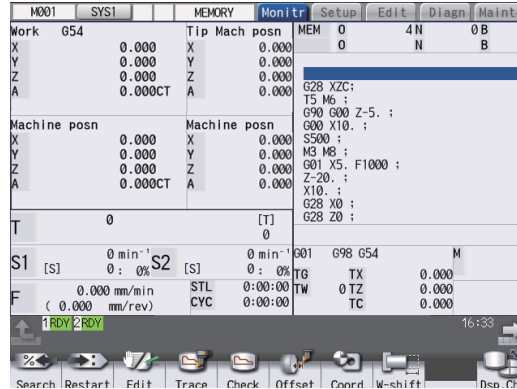 M001 SYS1 MEMORY Monitr Setup Edit Diagn Maint
Work G54 Tip Mach posn MEM O 4 N 0 B
X 0.000 X 0.000 O N B
Y 0.000 Y 0.000
Z 0.000 Z 0.000
A 0.000CT A 0.000
G28 XZC;
T5 M6 ;
G90 G00 Z-5. ;
G00 X10. ;
S500 ;
M3 M8 ;
G01 X5. F1000 ;
Z-20. ;
X10. ;
G28 X0 ;
G28 Z0 ;
Machine posn Machine posn
X 0.000 X 0.000
Y 0.000 Y 0.000
Z 0.000 Z 0.000
A 0.000CT A 0.000
T 0 [T] 0
S1 [S] 0 min⁻¹ 0 : 0% S2 [S] 0 min⁻¹ 0 : 0%
F 0.000 mm/min STL 0:00:00
( 0.000 mm/rev) CYC 0:00:00
G01 G98 G54 M
TG TX 0.000
TW 0 TZ 0.000
TC 0.000
1 RDY 2 RDY 16:33
Search Restart Edit Trace Check Offset Coord W-shift Dsp.Ch